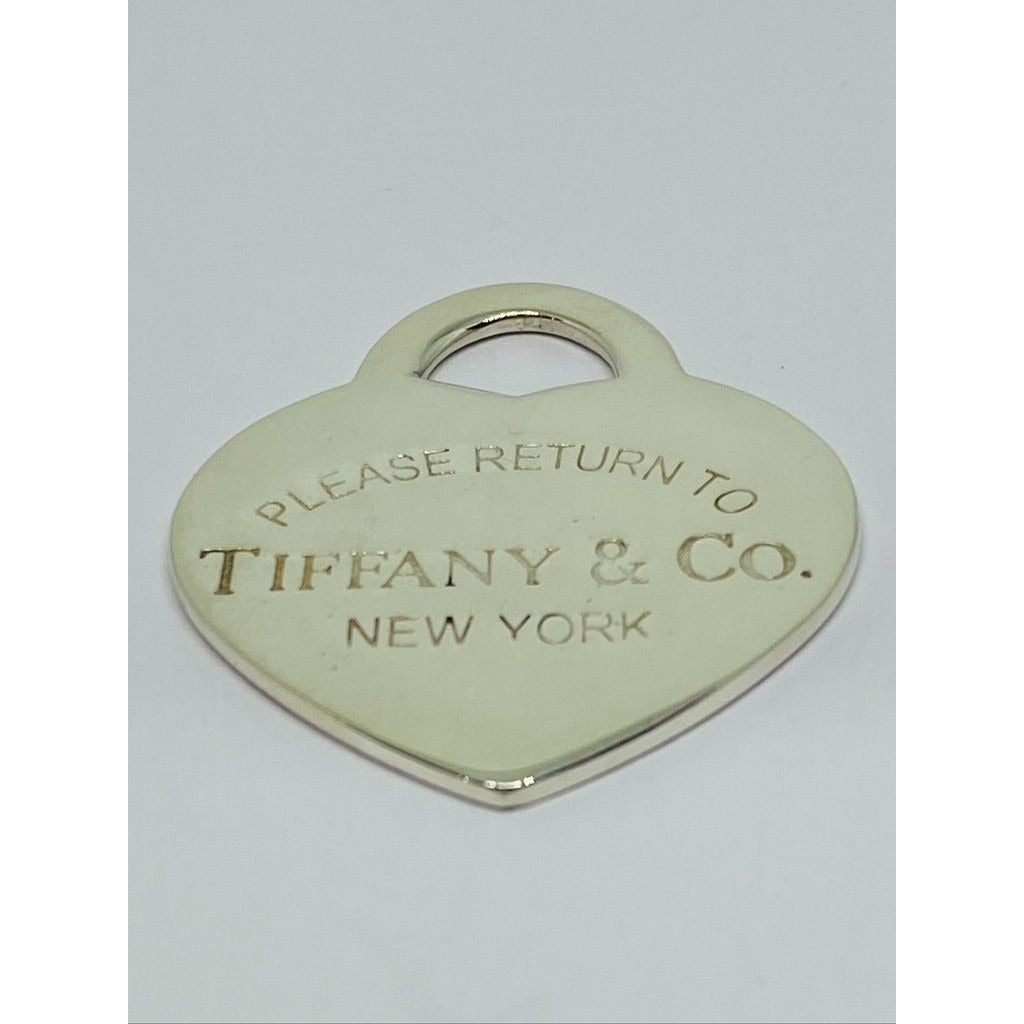 PLEASE RETURN TO
TIFFANY & CO.
NEW YORK